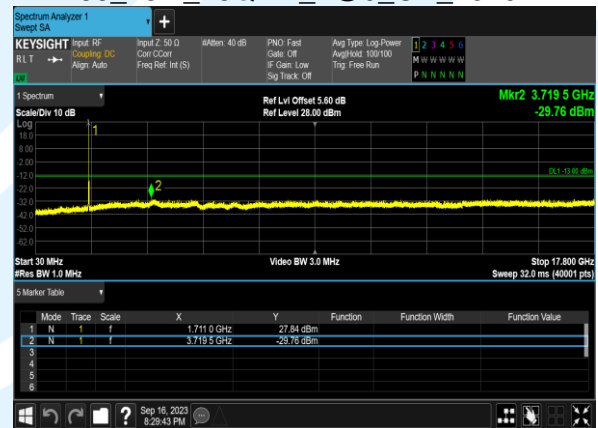 Spectrum Analyzer 1
Swept SA
+
KEYSIGHT Input: RF Input Z: 50 Ω #Atten: 40 dB PNO: Fast Avg Type: Log-Power 1 2 3 4 5 6
RLT Coupling: DC Corr CCorr Gate: Off Avg|Hold: 100/100 M W W W W W
Align: Auto Freq Ref: Int (S) IF Gain: Low Trig: Free Run
Sig Track: Off P N N N N N
LXI
1 Spectrum Ref Lvl Offset 5.60 dB Mkr2 3.719 5 GHz
Scale/Div 10 dB Ref Level 28.00 dBm -29.76 dBm
Log
18.0 1
8.00
-2.00
-12.0 DL1 -13.00 dBm
-22.0 2
-32.0
-42.0
-52.0
-62.0
Start 30 MHz Video BW 3.0 MHz Stop 17.800 GHz
#Res BW 1.0 MHz Sweep 32.0 ms (40001 pts)
5 Marker Table
Mode Trace Scale X Y Function Function Width Function Value
1 N 1 f 1.711 0 GHz 27.84 dBm
2 N 1 f 3.719 5 GHz -29.76 dBm
3
4
5
6
? Sep 16, 2023
8:29:43 PM